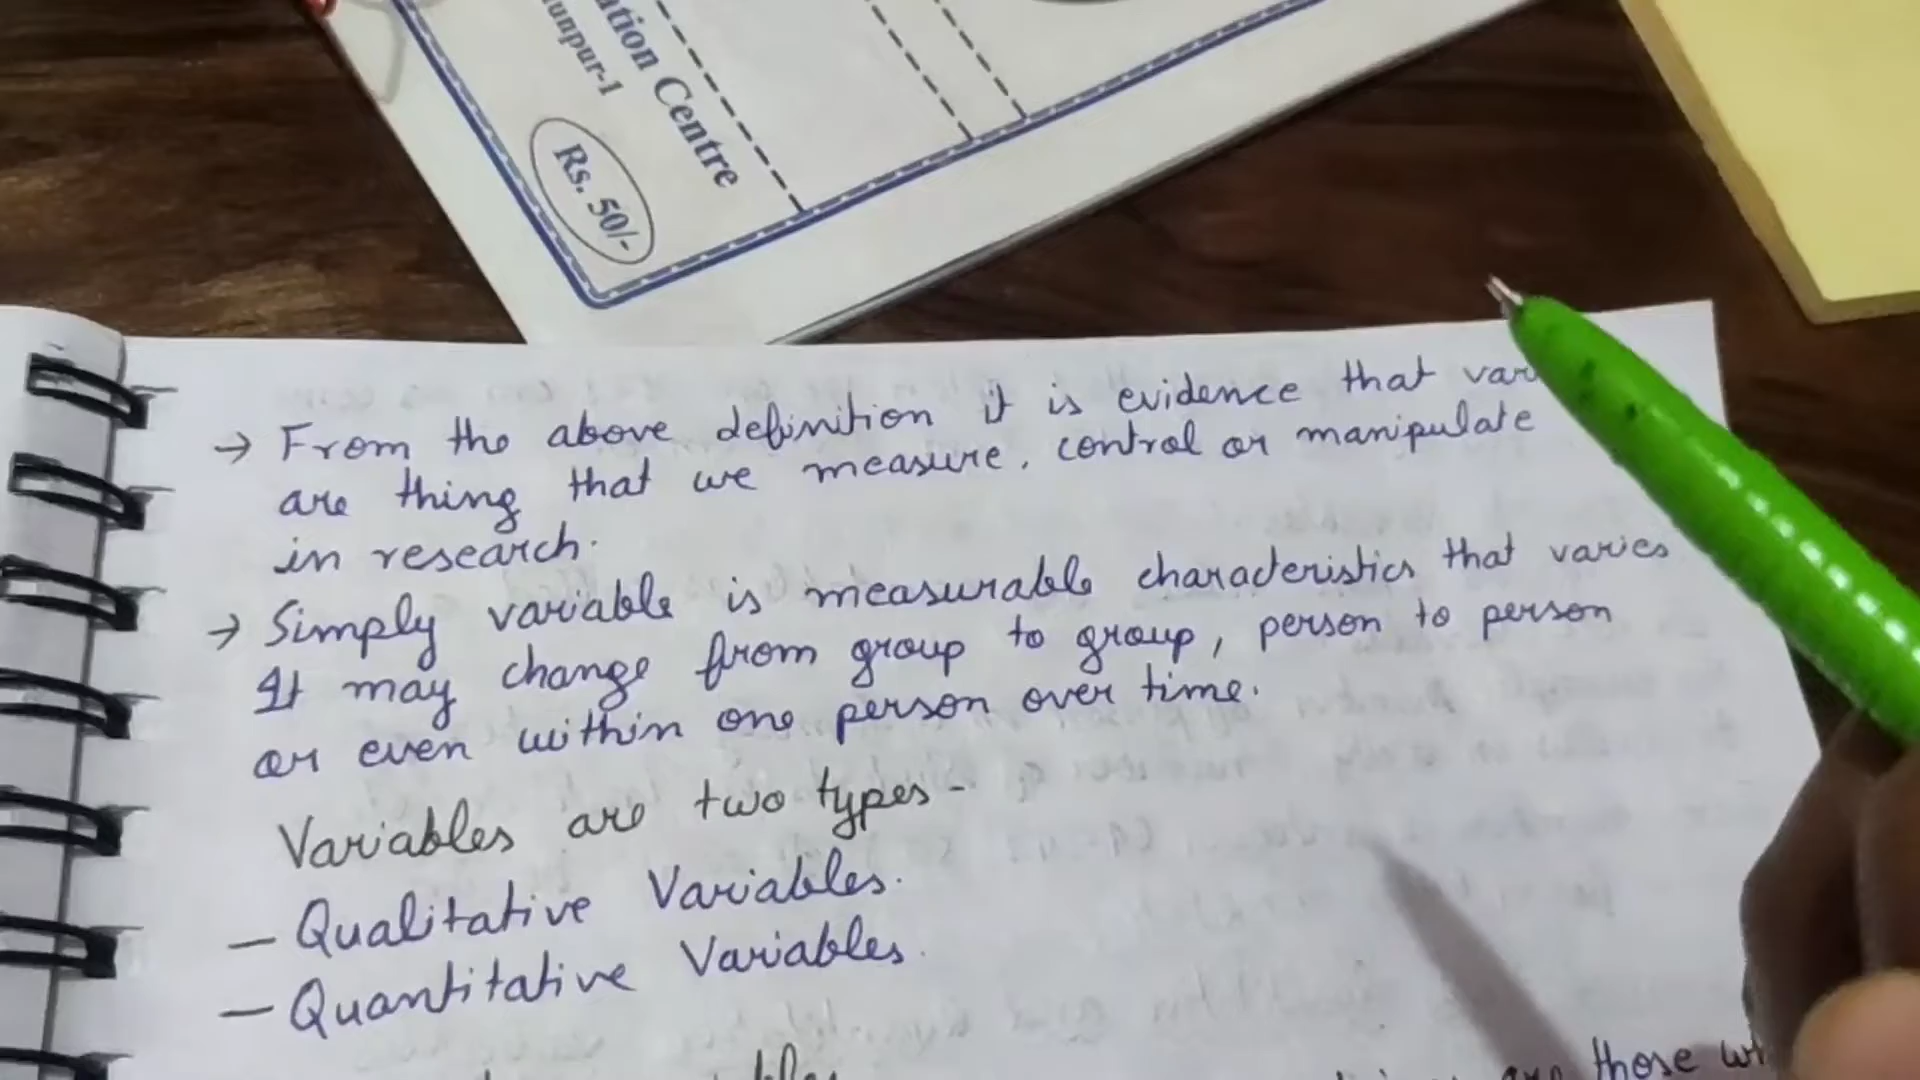 ation Centre
unpur-1
Rs. 50/-
→ From the above definition it is evidence that
are thing that we measure, control or manipulate
in research.
→ Simply variable is measurable characteristics that varies
It may change from group to group, person to person
or even within one person over time.
Variables are two types -
— Qualitative Variables.
— Quantitative Variables.
are those